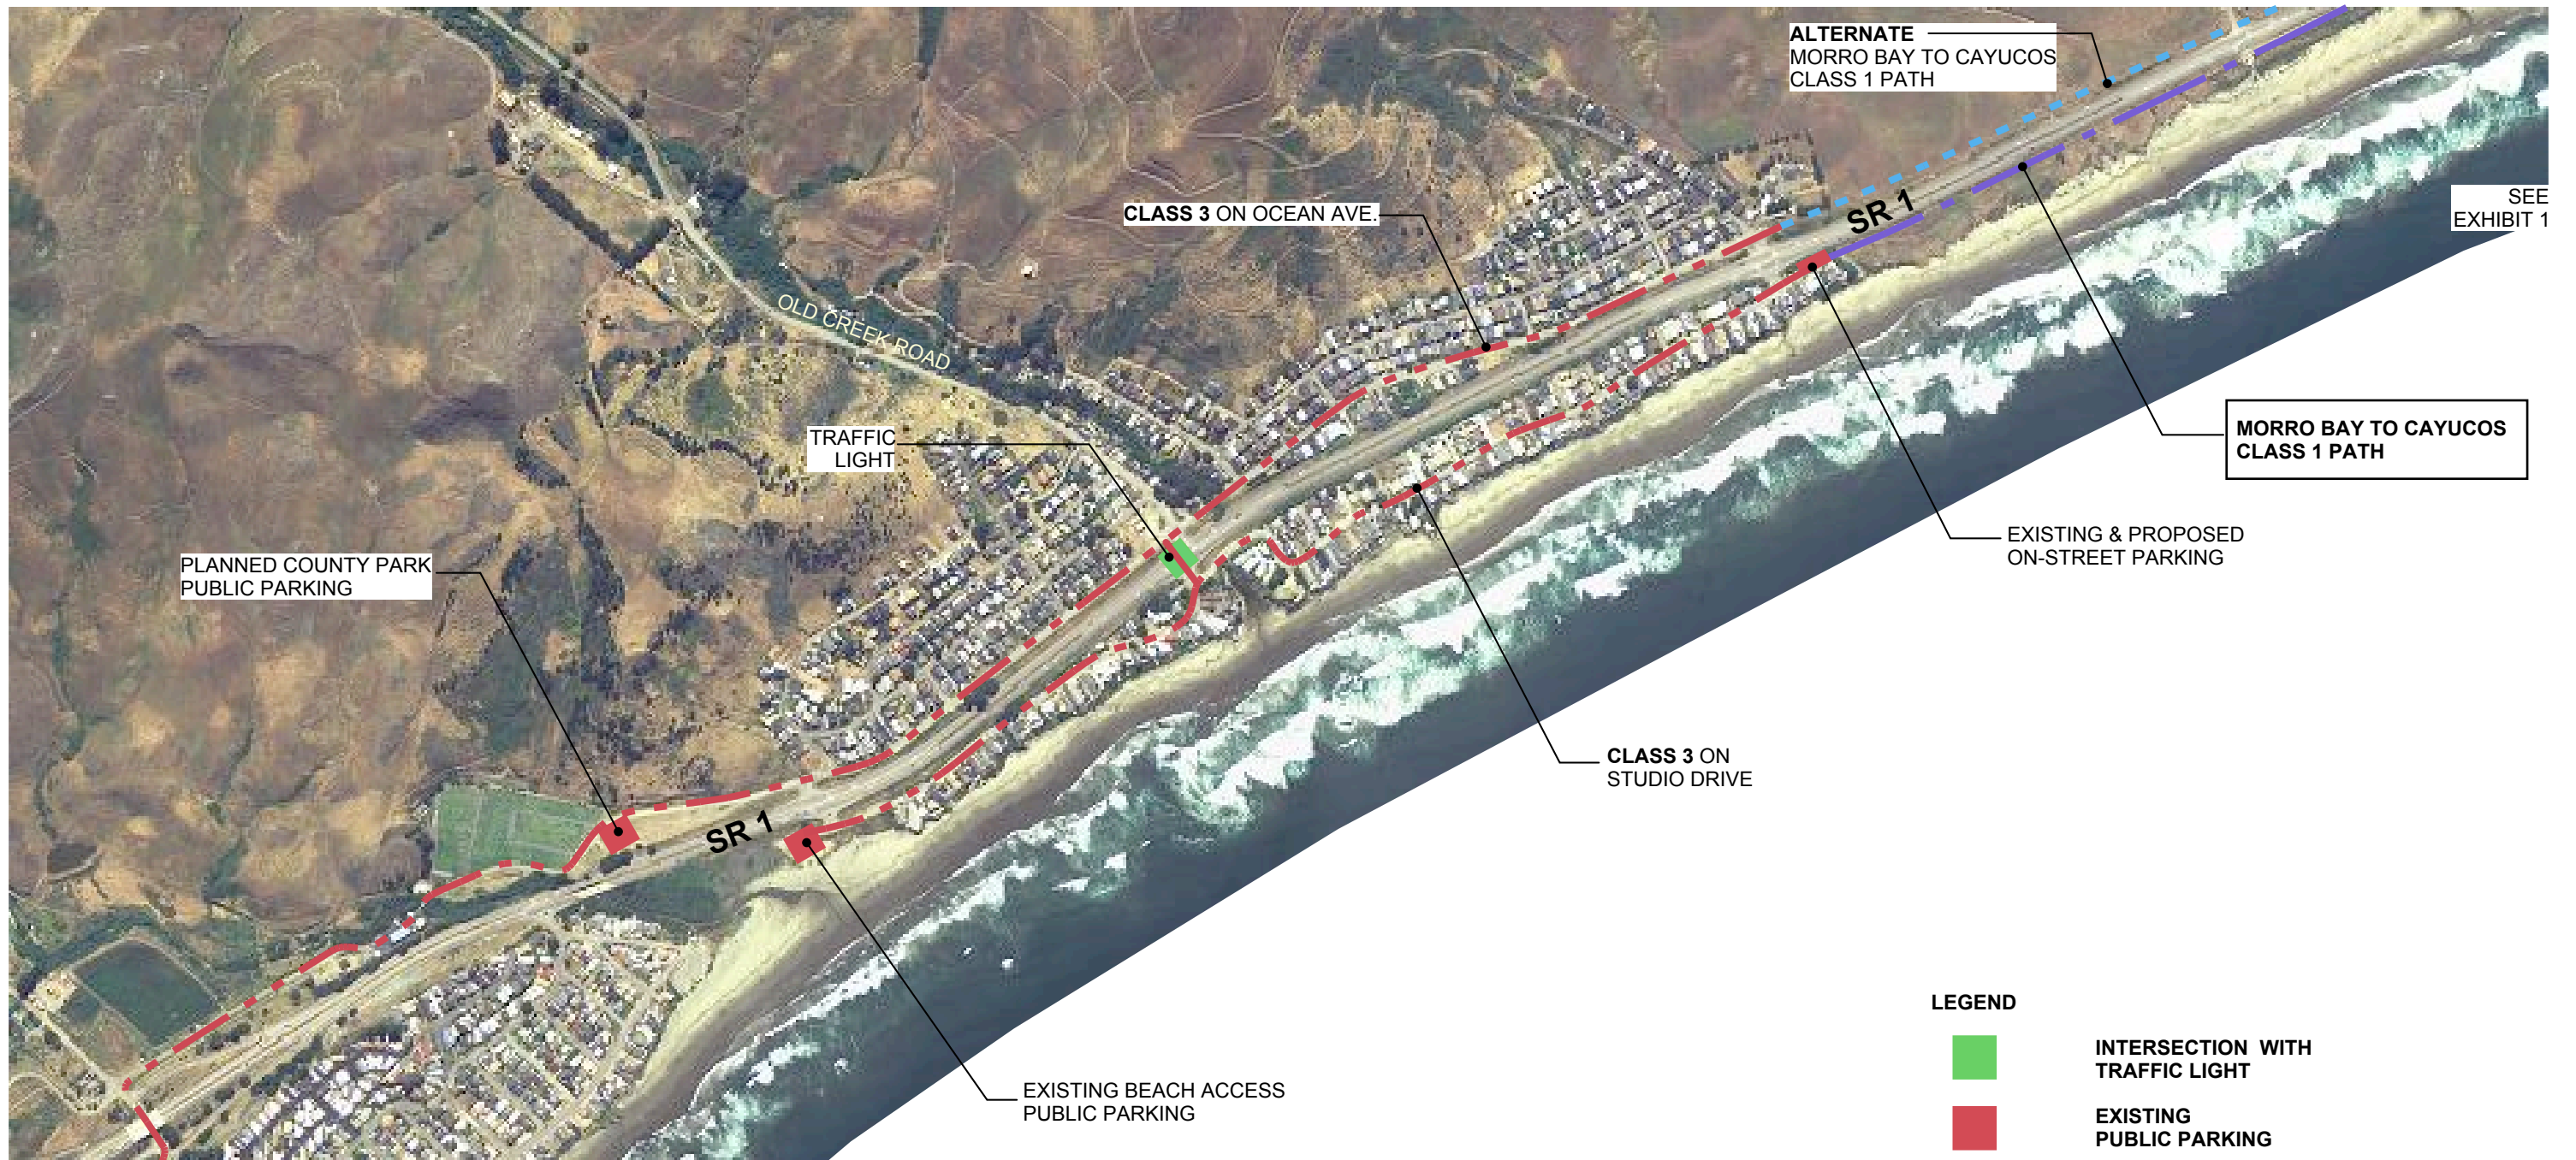 ALTERNATE
MORRO BAY TO CAYUCOS
CLASS 1 PATH
SR 1
SEE
EXHIBIT 1
CLASS 3 ON OCEAN AVE.
OLD CREEK ROAD
TRAFFIC
LIGHT
MORRO BAY TO CAYUCOS
CLASS 1 PATH
EXISTING & PROPOSED
ON-STREET PARKING
PLANNED COUNTY PARK
PUBLIC PARKING
CLASS 3 ON
STUDIO DRIVE
SR 1
EXISTING BEACH ACCESS
PUBLIC PARKING
LEGEND
INTERSECTION WITH
TRAFFIC LIGHT
EXISTING
PUBLIC PARKING